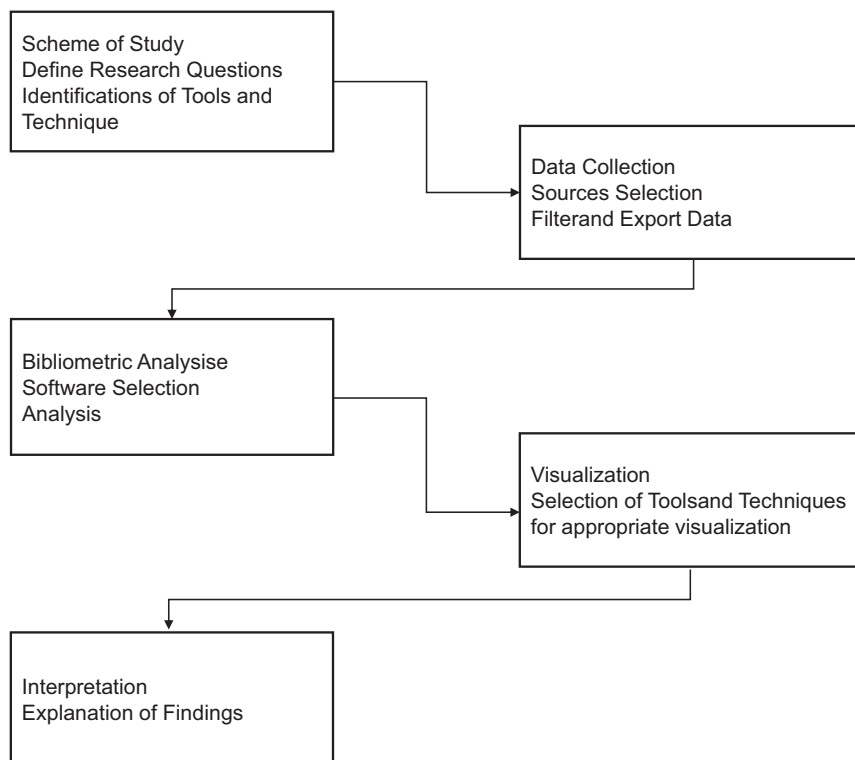 Scheme of Study
Define Research Questions
Identifications of Tools and
Technique
Data Collection
Sources Selection
Filterand Export Data
Bibliometric Analysise
Software Selection
Analysis
Visualization
Selection of Toolsand Techniques
for appropriate visualization
Interpretation
Explanation of Findings